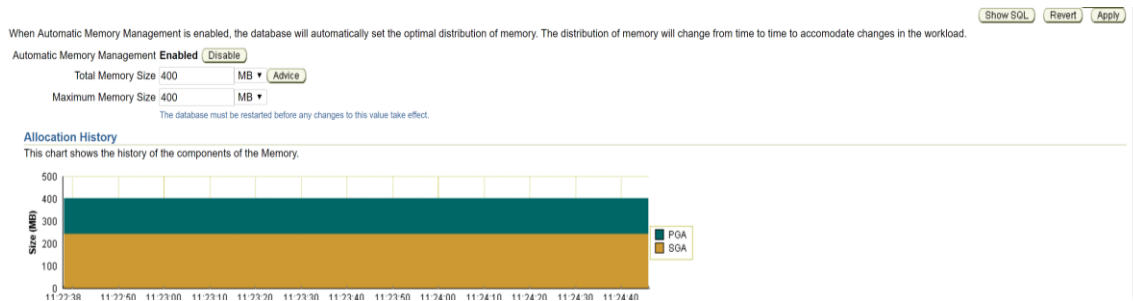 Show SQL Revert Apply
When Automatic Memory Management is enabled, the database will automatically set the optimal distribution of memory. The distribution of memory will change from time to time to accomodate changes in the workload.
Automatic Memory Management Enabled Disable
Total Memory Size 400 MB Advice
Maximum Memory Size 400 MB
The database must be restarted before any changes to this value take effect.
Allocation History
This chart shows the history of the components of the Memory.
Size (MB)
500
400
300
200
100
0
11:22:38 11:22:50 11:23:00 11:23:10 11:23:20 11:23:30 11:23:40 11:23:50 11:24:00 11:24:10 11:24:20 11:24:30 11:24:40
PGA
SGA